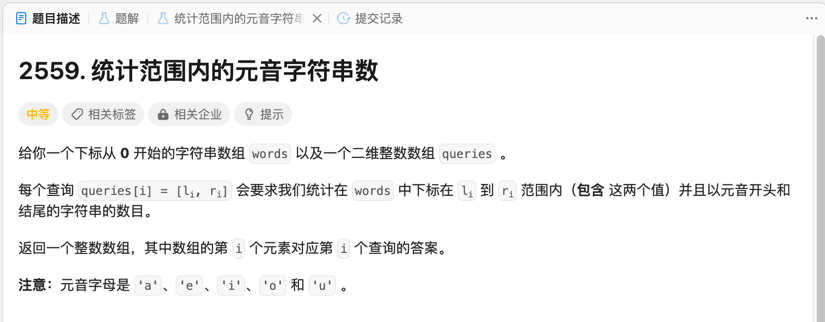 题目描述 题解 统计范围内的元音字符串 提交记录
2559. 统计范围内的元音字符串数
中等 相关标签 相关企业 提示
给你一个下标从 0 开始的字符串数组 words 以及一个二维整数数组 queries 。
每个查询 queries[i] = [li, ri] 会要求我们统计在 words 中下标在 li 到 ri 范围内（包含 这两个值）并且以元音开头和
结尾的字符串的数目。
返回一个整数数组，其中数组的第 i 个元素对应第 i 个查询的答案。
注意：元音字母是 'a'、'e'、'i'、'o' 和 'u' 。